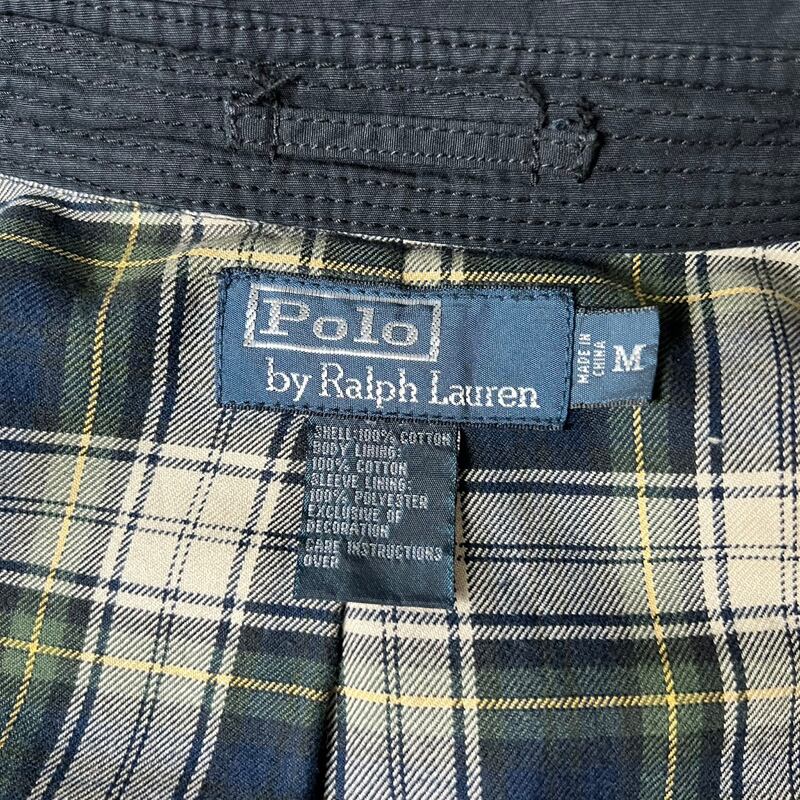 Polo
by Ralph Lauren
MADE IN
CHINA
M
SHELL:100% COTTON
BODY LINING:
100% COTTON
SLEEVE LINING:
100% POLYESTER
EXCLUSIVE OF
DECORATION
CARE INSTRUCTIONS
OVER